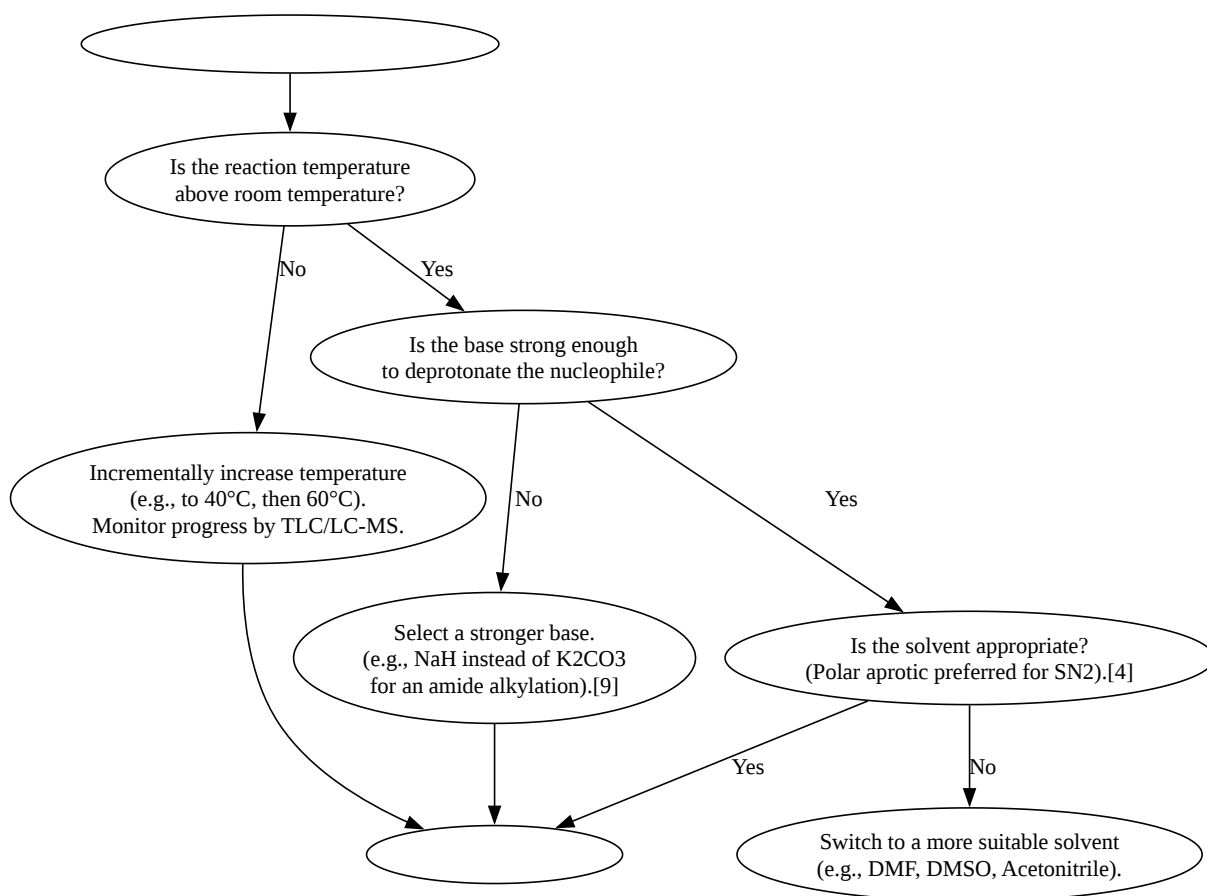 Is the reaction temperature
above room temperature?
No
Yes
Is the base strong enough
to deprotonate the nucleophile?
Incrementally increase temperature
(e.g., to 40°C, then 60°C).
Monitor progress by TLC/LC-MS.
No
Yes
Select a stronger base.
(e.g., NaH instead of K2CO3
for an amide alkylation).[9]
Is the solvent appropriate?
(Polar aprotic preferred for SN2).[4]
Yes
No
Switch to a more suitable solvent
(e.g., DMF, DMSO, Acetonitrile).